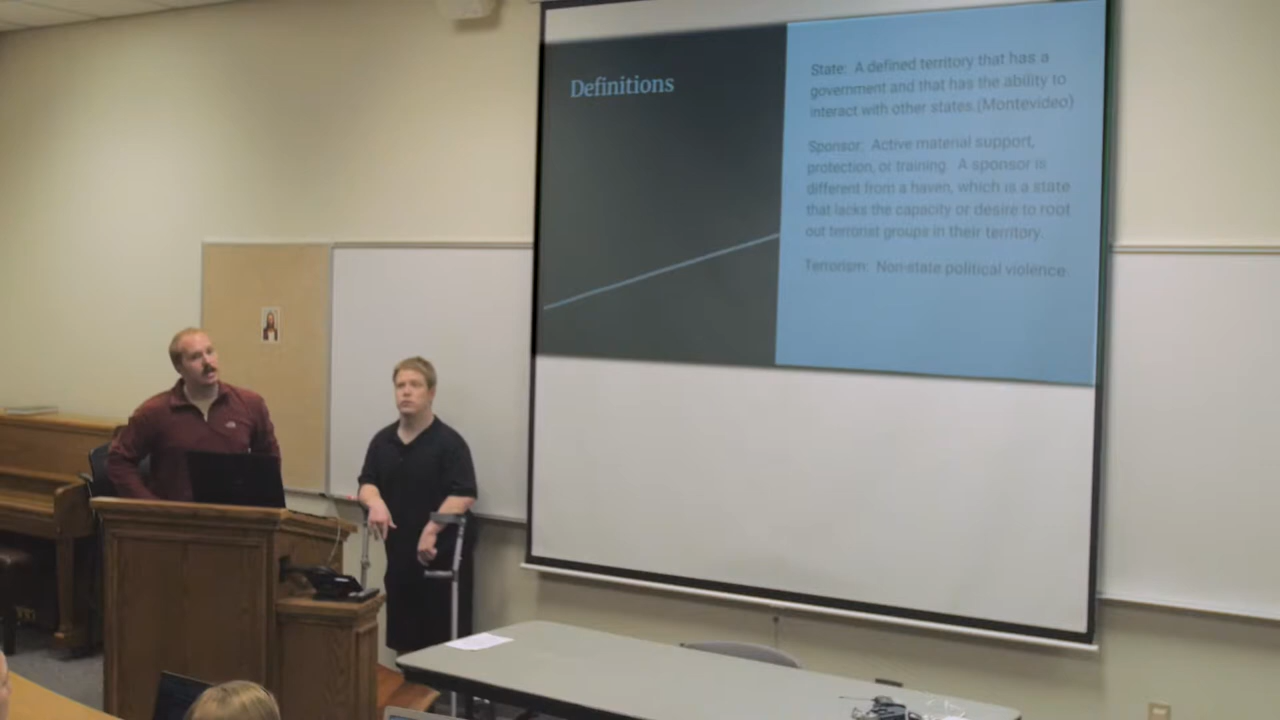 Definitions
State: A defined territory that has a
government and that has the ability to
interact with other states.(Montevideo)
Sponsor: Active material support,
protection, or training. A sponsor is
different from a haven, which is a state
that lacks the capacity or desire to root
out terrorist groups in their territory.
Terrorism: Non-state political violence.